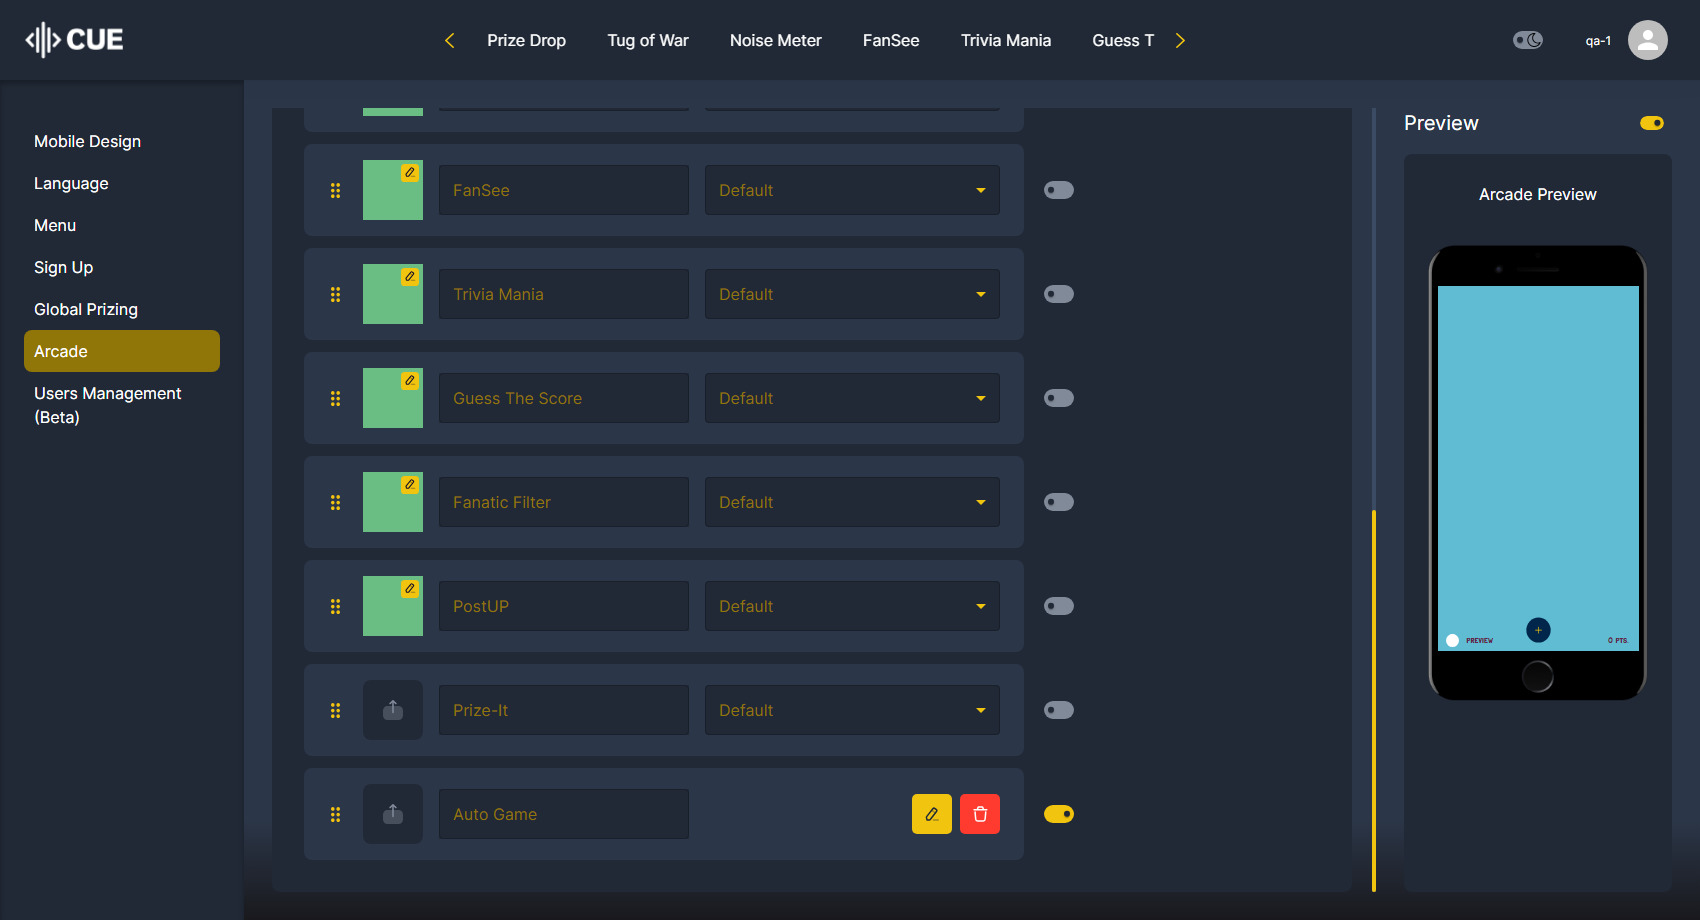 CUE
Prize Drop
Tug of War
Noise Meter
FanSee
Trivia Mania
Guess T
qa-1
Mobile Design
Language
Menu
Sign Up
Global Prizing
Arcade
Users Management
(Beta)
FanSee
Default
Trivia Mania
Default
Guess The Score
Default
Fanatic Filter
Default
PostUP
Default
Prize-It
Default
Auto Game
Preview
Arcade Preview
PREVIEW
0 PTS.